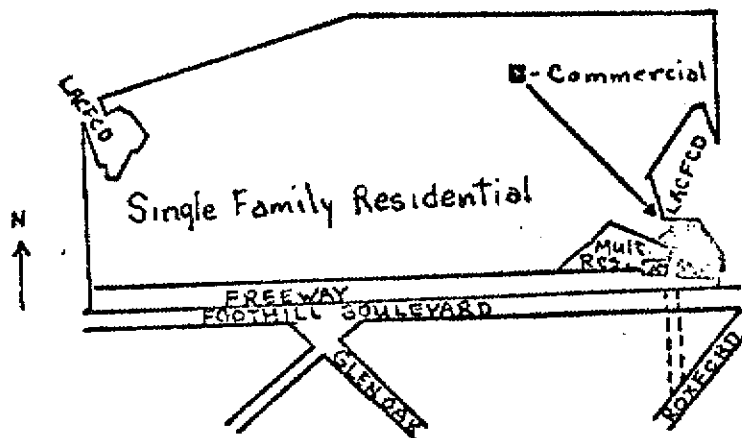 LACFCD
■-Commercial
LACFCD
Single Family Residential
N
Mult.
Res.
FREEWAY
FOOTHILL BOULEVARD
GLENOAK
ROXFORD